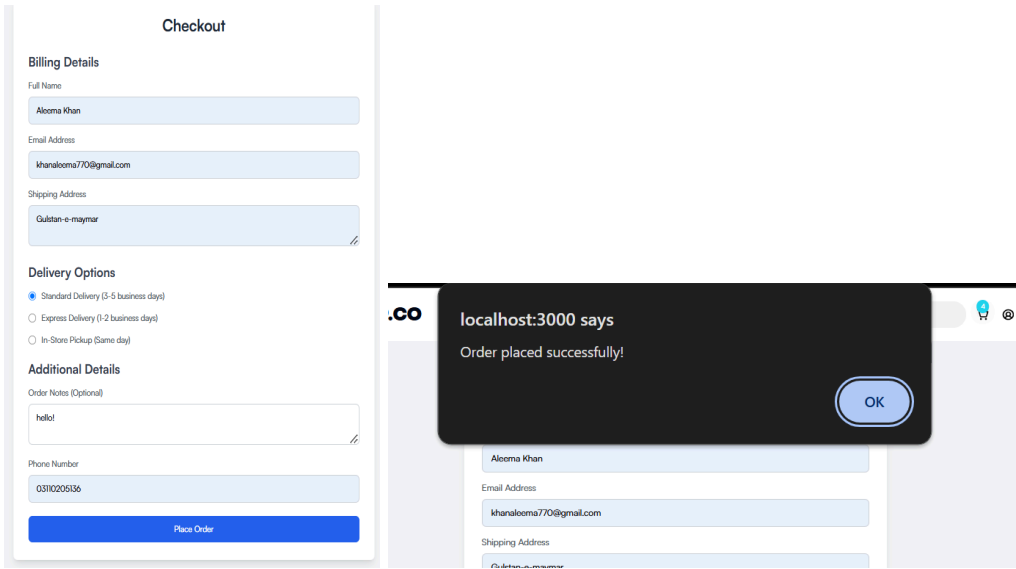 Checkout
Billing Details
Full Name
Aleema Khan
Email Address
khanaleema770@gmail.com
Shipping Address
Gulstan-e-maymar
Delivery Options
Standard Delivery (3-5 business days)
Express Delivery (1-2 business days)
In-Store Pickup (Same day)
Additional Details
Order Notes (Optional)
hello!
Phone Number
03110205136
Place Order
.co
4
localhost:3000 says
Order placed successfully!
OK
Aleema Khan
Email Address
khanaleema770@gmail.com
Shipping Address
Gulstan-e-maymar